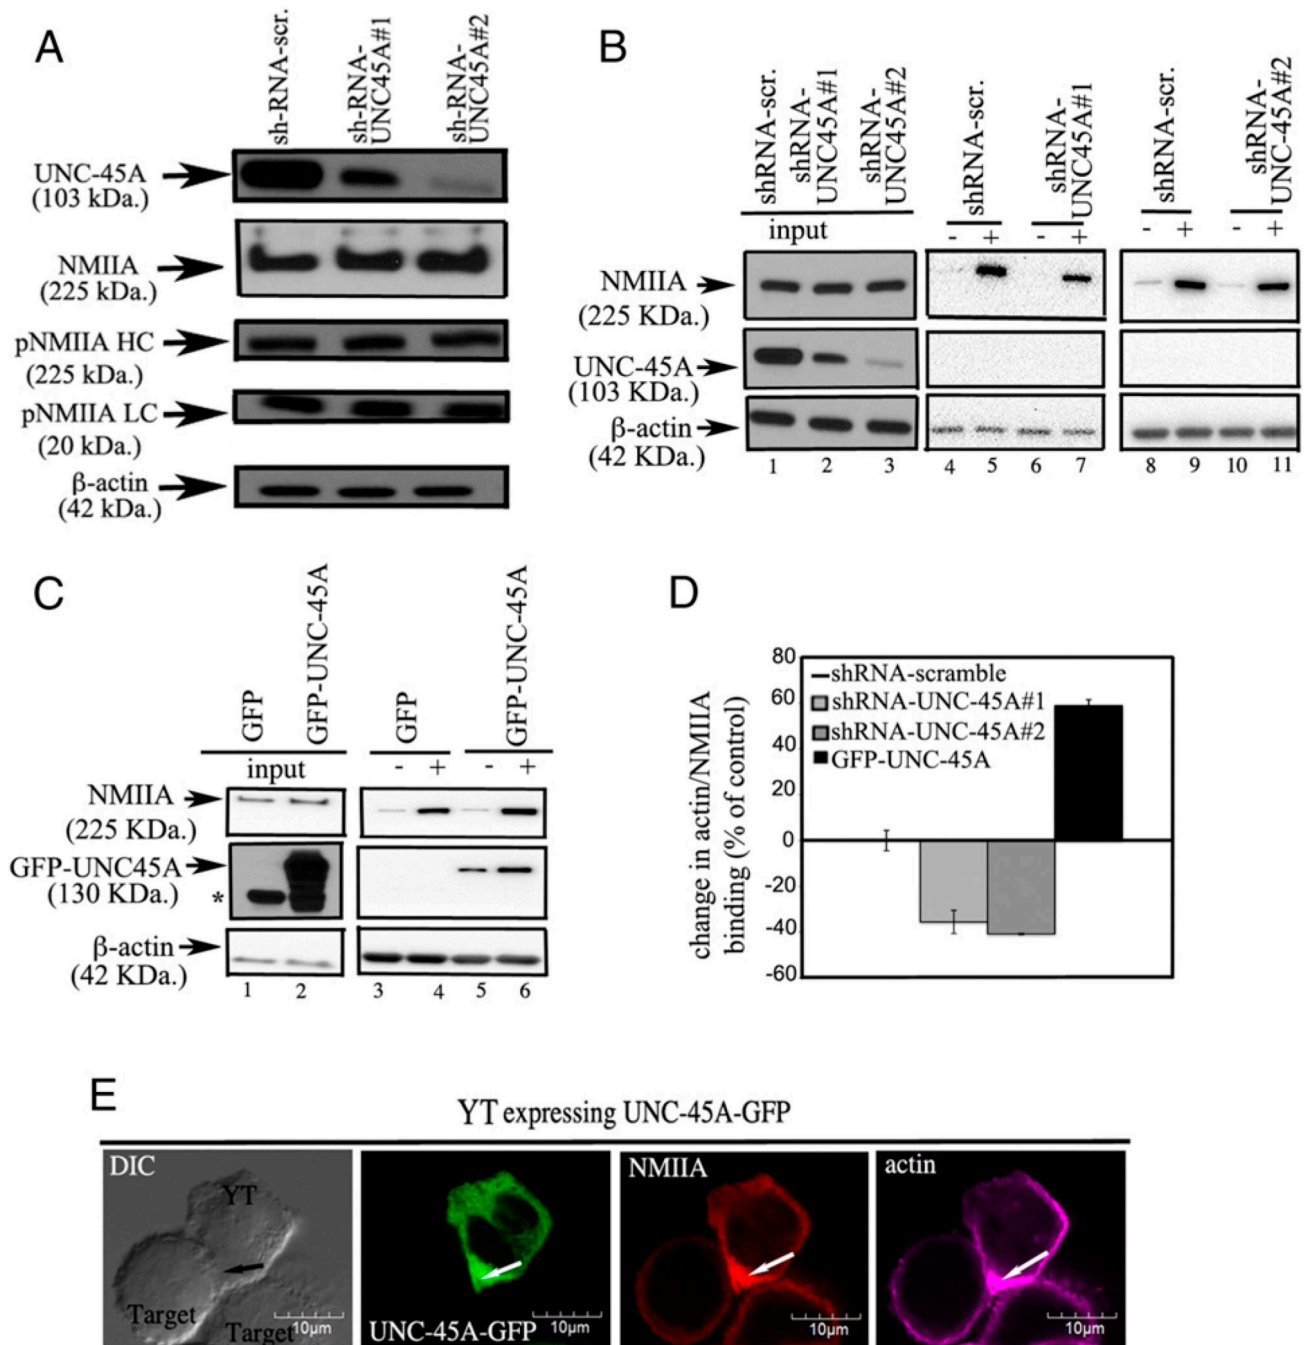 A
sh-RNA-scr.
sh-RNA-
UNC45A#1
sh-RNA-
UNC45A#2
UNC-45A
(103 kDa.)
NMIIA
(225 kDa.)
pNMIIA HC
(225 kDa.)
pNMIIA LC
(20 kDa.)
β-actin
(42 kDa.)
B
shRNA-scr.
shRNA-
UNC45A#1
shRNA-
UNC45A#2
shRNA-scr.
shRNA-
UNC45A#1
shRNA-scr.
shRNA-
UNC-45A#2
input
- + - +
- + - +
NMIIA
(225 KDa.)
UNC-45A
(103 KDa.)
β-actin
(42 KDa.)
1 2 3 4 5 6 7 8 9 10 11
C
GFP
GFP-UNC-45A
GFP
GFP-UNC-45A
input
- + - +
NMIIA
(225 KDa.)
GFP-UNC45A
(130 KDa.)
*
β-actin
(42 KDa.)
1 2 3 4 5 6
D
change in actin/NMIIA
binding (% of control)
80
60
40
20
0
-20
-40
-60
shRNA-scramble
shRNA-UNC-45A#1
shRNA-UNC-45A#2
GFP-UNC-45A
E
YT expressing UNC-45A-GFP
DIC
YT
Target
Target
10μm
UNC-45A-GFP
10μm
NMIIA
10μm
actin
10μm